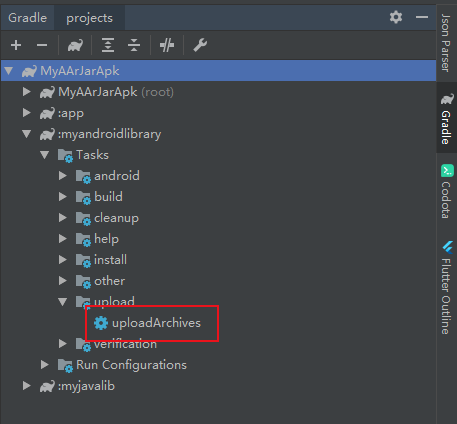 Gradle projects
MyAArJarApk
MyAArJarApk (root)
:app
:myandroidlibrary
Tasks
android
build
cleanup
help
install
other
upload
uploadArchives
verification
Run Configurations
:myjavalib
Json Parser
Gradle
Codota
Flutter Outline